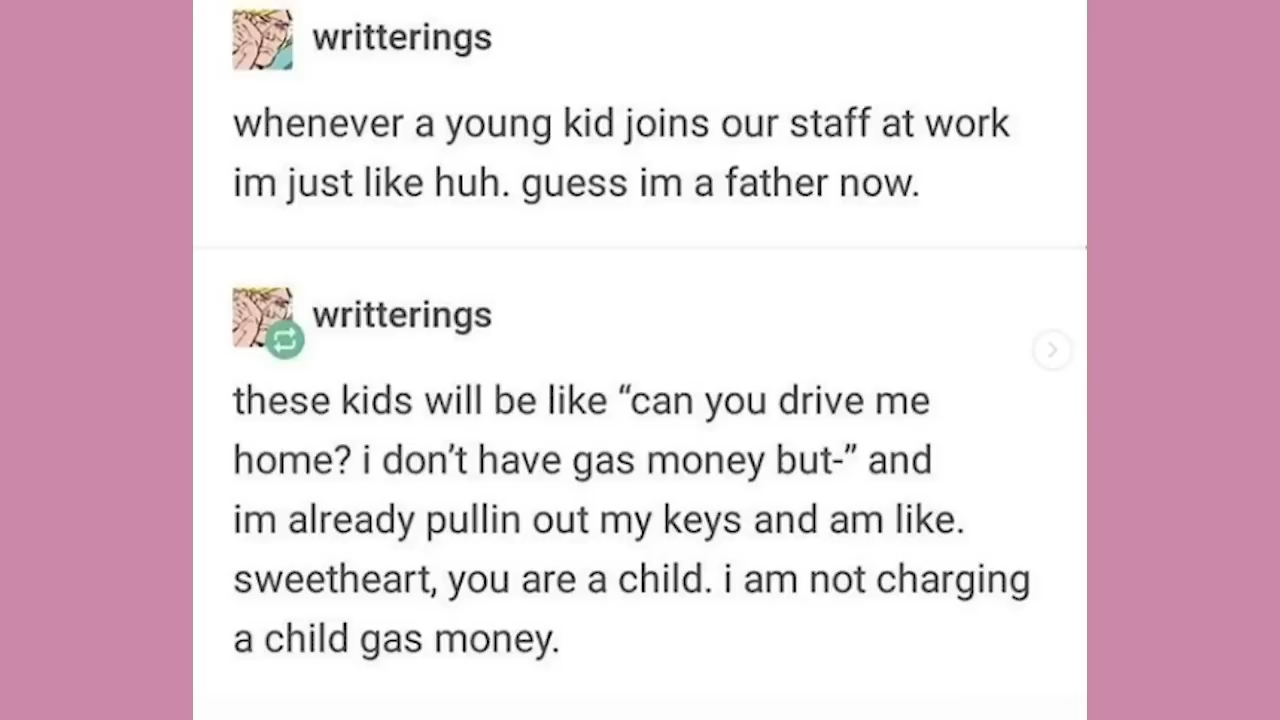 writterings
whenever a young kid joins our staff at work
im just like huh. guess im a father now.
writterings
these kids will be like “can you drive me
home? i don’t have gas money but-” and
im already pullin out my keys and am like.
sweetheart, you are a child. i am not charging
a child gas money.